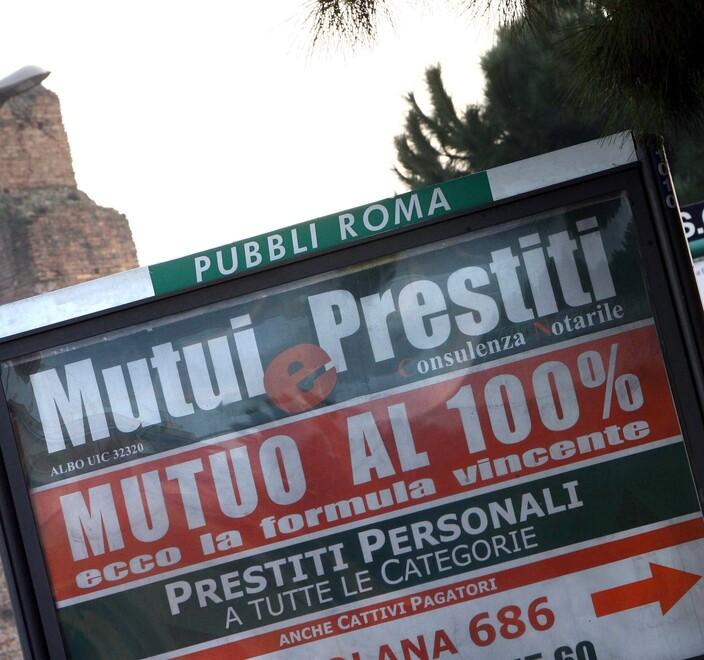 PUBBLI ROMA
Mutui e Prestiti
Consulenza Notarile
ALBO UIC 32320
MUTUO AL 100%
ecco la formula vincente
PRESTITI PERSONALI
A TUTTE LE CATEGORIE
ANCHE CATTIVI PAGATORI
686
60